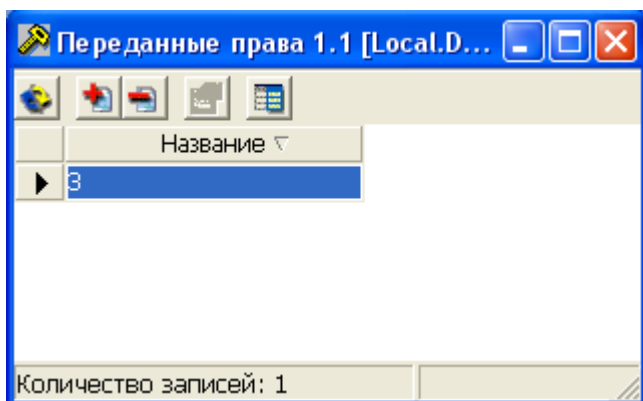 Переданные права 1.1 [Local.D...
Название
3
Количество записей: 1